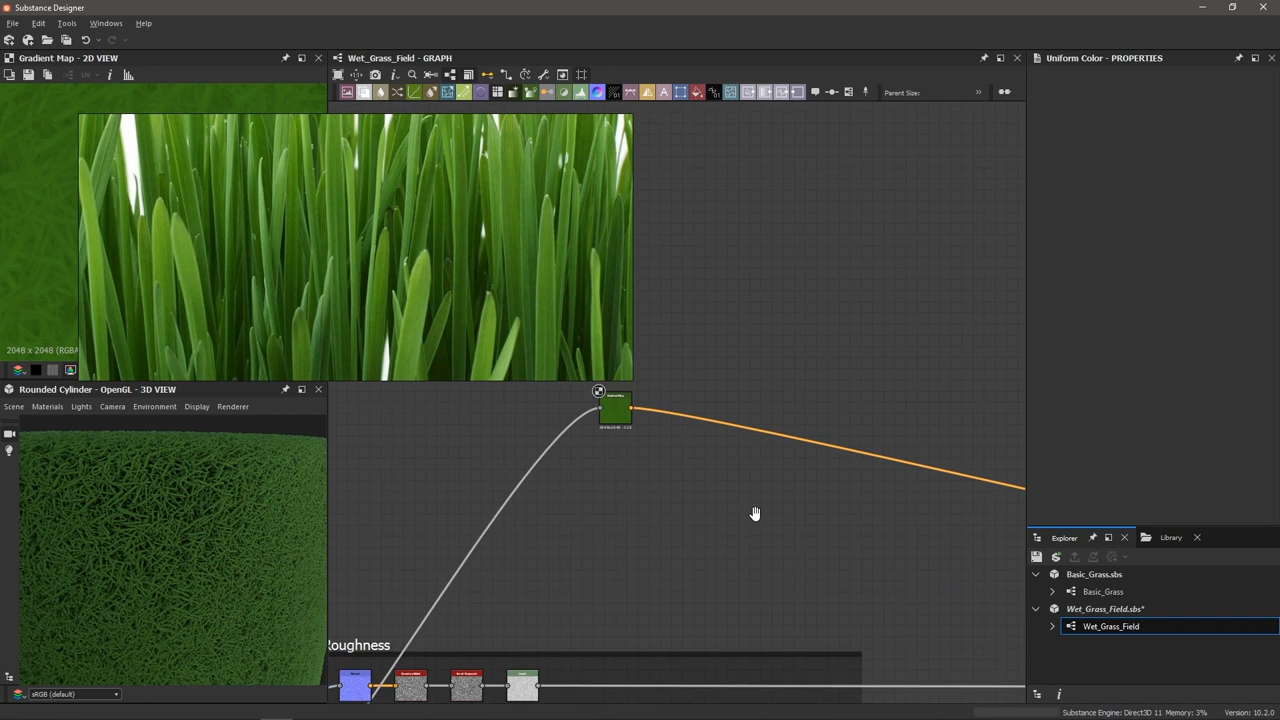 Substance Designer
File Edit Tools Windows Help
Gradient Map - 2D VIEW
Wet_Grass_Field - GRAPH
Uniform Color - PROPERTIES
UV
Parent Size:
»
2048 x 2048 (RGBA
Rounded Cylinder - OpenGL - 3D VIEW
Scene Materials Lights Camera Environment Display Renderer
Explorer
Library
Basic_Grass.sbs
Basic_Grass
Wet_Grass_Field.sbs*
Wet_Grass_Field
Roughness
sRGB (default)
Substance Engine: Direct3D 11 Memory: 3% Version: 10.2.0